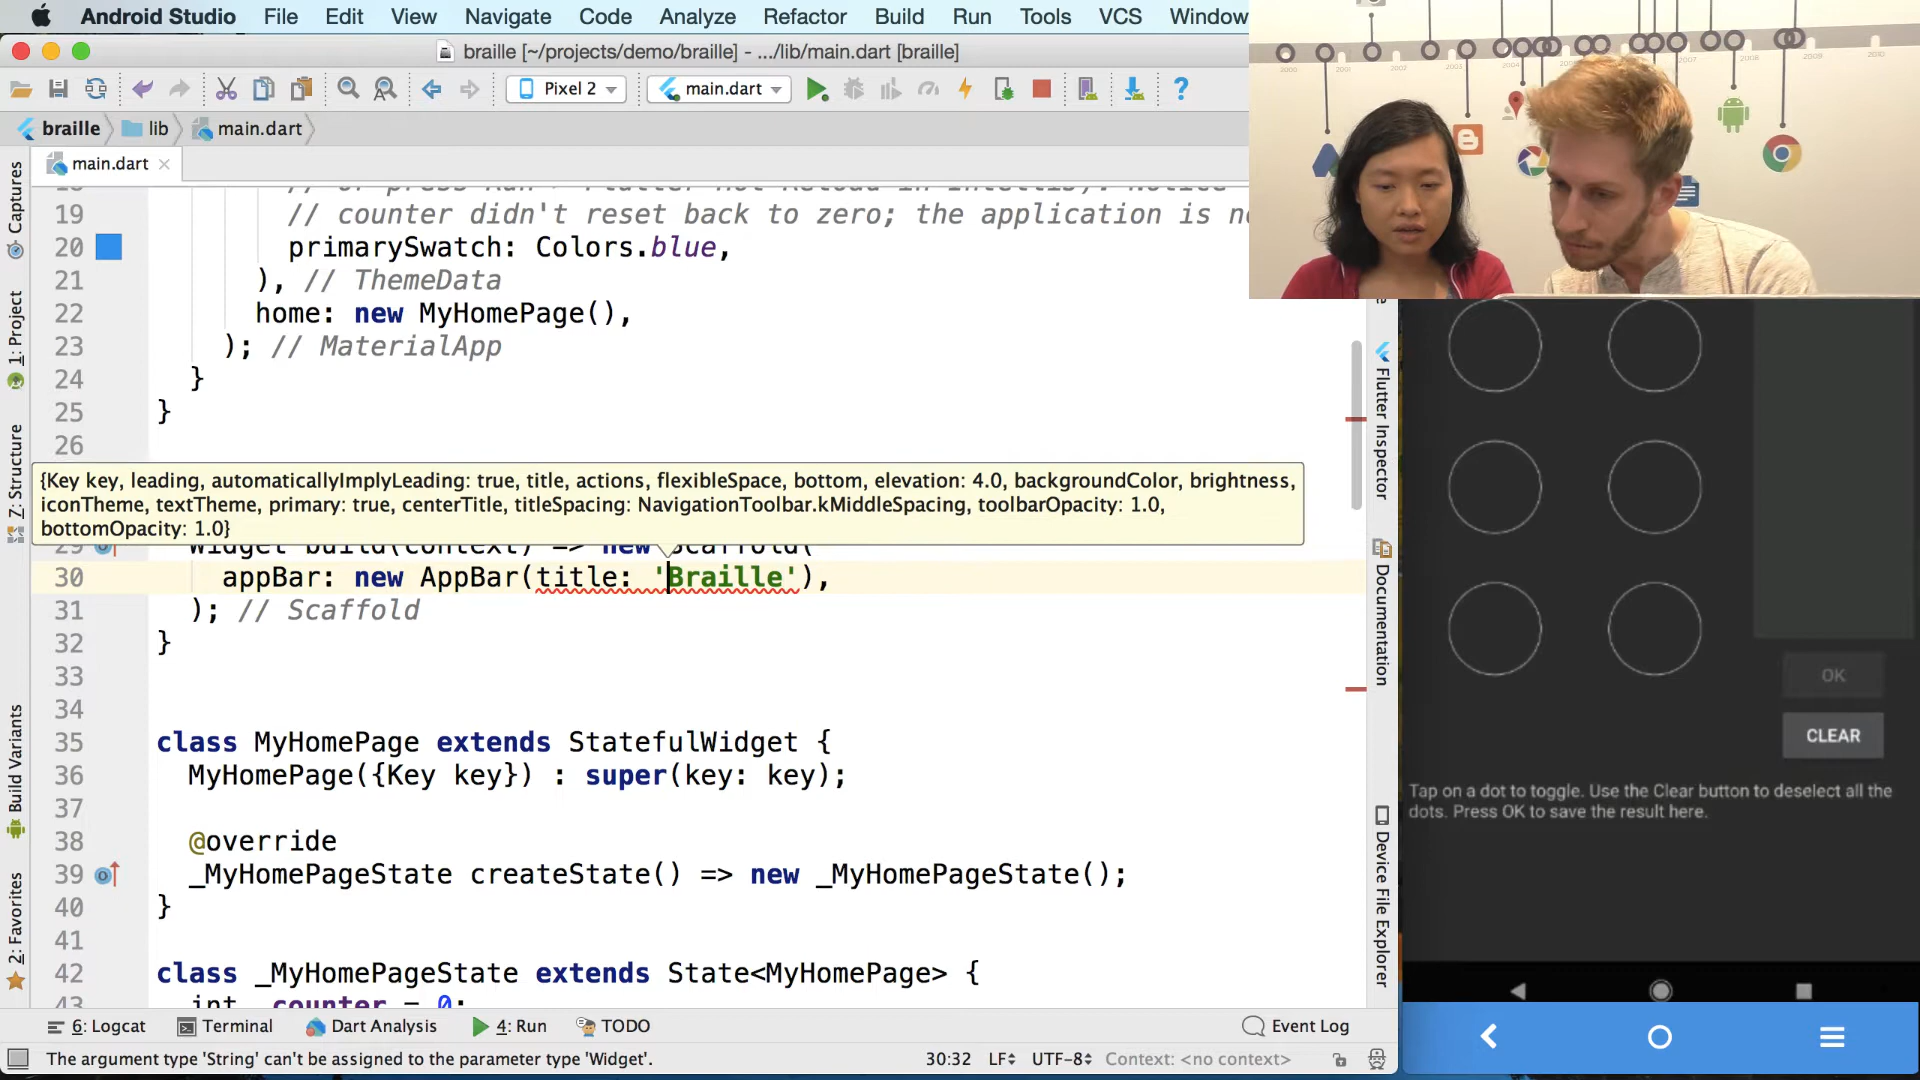 Android Studio File Edit View Navigate Code Analyze Refactor Build Run Tools VCS Window
braille [~/projects/demo/braille] - .../lib/main.dart [braille]
Pixel 2 main.dart
braille lib main.dart
main.dart
19 // counter didn't reset back to zero; the application is
20 primarySwatch: Colors.blue,
21 ), // ThemeData
22 home: new MyHomePage(),
23 ); // MaterialApp
24 }
25 }
26
{Key key, leading, automaticallyImplyLeading: true, title, actions, flexibleSpace, bottom, elevation: 4.0, backgroundColor, brightness,
iconTheme, textTheme, primary: true, centerTitle, titleSpacing: NavigationToolbar.kMiddleSpacing, toolbarOpacity: 1.0,
bottomOpacity: 1.0}
29 Widget build(context) => new Scaffold(
30 appBar: new AppBar(title: 'Braille'),
31 ); // Scaffold
32 }
33
34
35 class MyHomePage extends StatefulWidget {
36 MyHomePage({Key key}) : super(key: key);
37
38 @override
39 _MyHomePageState createState() => new _MyHomePageState();
40 }
41
42 class _MyHomePageState extends State<MyHomePage> {
43 int _counter = 0;
Captures
1: Project
7: Structure
Build Variants
2: Favorites
Flutter Inspector
Documentation
Device File Explorer
6: Logcat Terminal Dart Analysis 4: Run TODO Event Log
The argument type 'String' can't be assigned to the parameter type 'Widget'. 30:32 LF UTF-8 Context: <no context>
OK
CLEAR
Tap on a dot to toggle. Use the Clear button to deselect all the
dots. Press OK to save the result here.